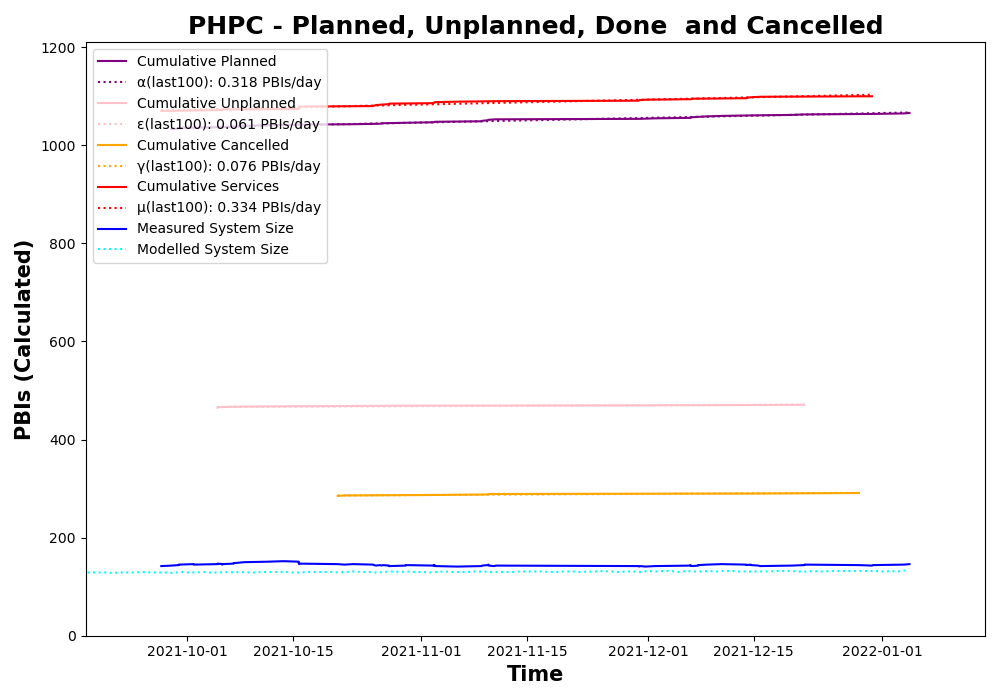 PHPC - Planned, Unplanned, Done  and Cancelled
1200
1000
800
600
400
200
0
PBIs (Calculated)
Cumulative Planned
α(last100): 0.318 PBIs/day
Cumulative Unplanned
ε(last100): 0.061 PBIs/day
Cumulative Cancelled
γ(last100): 0.076 PBIs/day
Cumulative Services
μ(last100): 0.334 PBIs/day
Measured System Size
Modelled System Size
2021-10-01 2021-10-15 2021-11-01 2021-11-15 2021-12-01 2021-12-15 2022-01-01
Time